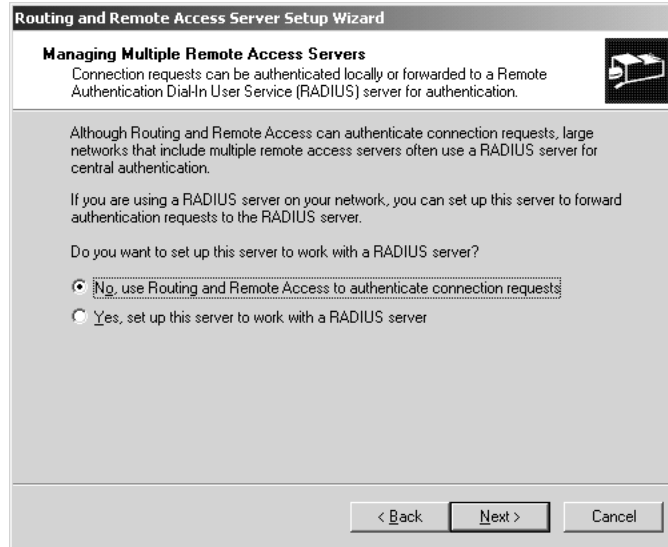 Routing and Remote Access Server Setup Wizard
Managing Multiple Remote Access Servers
Connection requests can be authenticated locally or forwarded to a Remote
Authentication Dial-In User Service (RADIUS) server for authentication.
Although Routing and Remote Access can authenticate connection requests, large
networks that include multiple remote access servers often use a RADIUS server for
central authentication.
If you are using a RADIUS server on your network, you can set up this server to forward
authentication requests to the RADIUS server.
Do you want to set up this server to work with a RADIUS server?
No, use Routing and Remote Access to authenticate connection requests
Yes, set up this server to work with a RADIUS server
< Back Next > Cancel